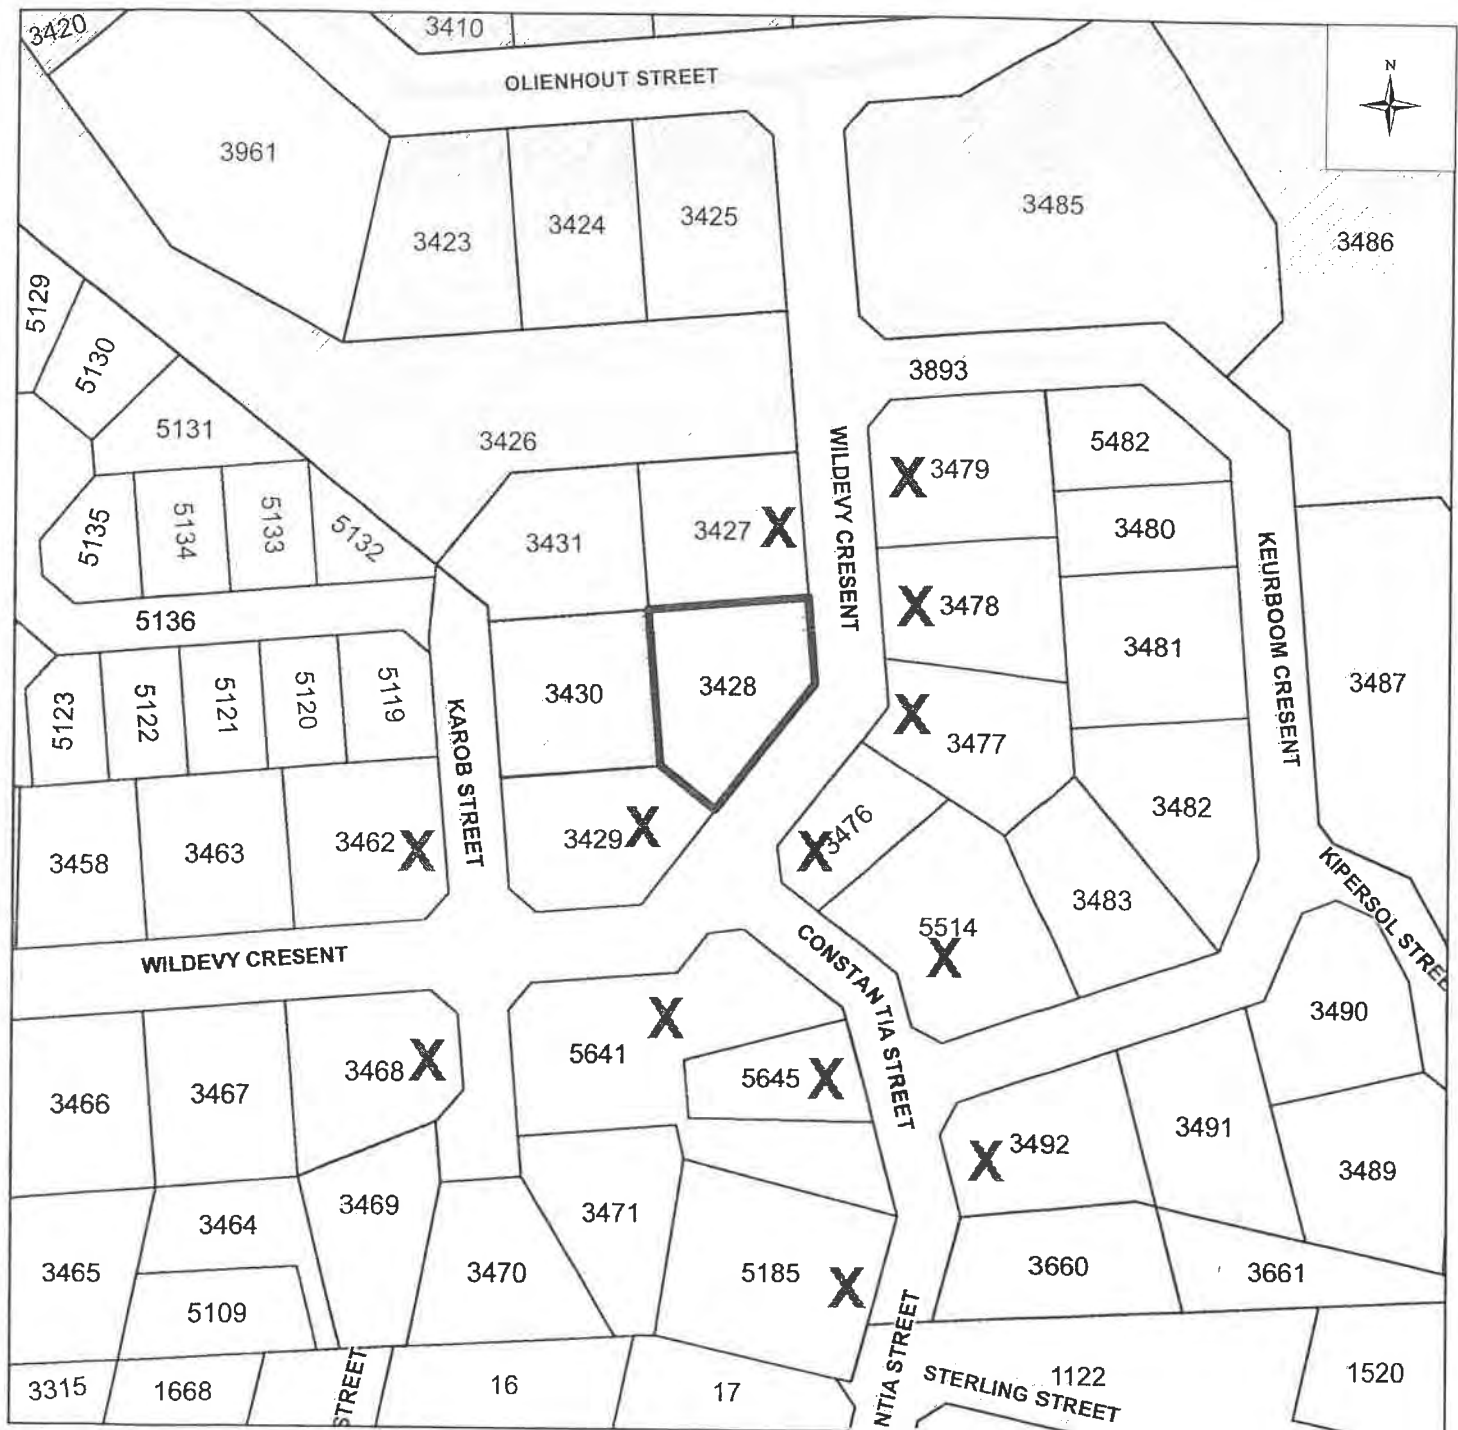 3420
3410
N
OLIENHOUT STREET
3961
3423
3424
3425
3485
3486
5129
5130
5131
3426
3893
5482
WILDEVY CRESENT
X 3479
3480
5135
5134
5133
5132
3431
3427 X
KEURBOOM CRESENT
5136
X 3478
3481
3487
5123
5122
5121
5120
5119
KAROB STREET
3430
3428
X
3477
3482
3458
3463
3462 X
3429 X
X 3476
KIPERSOL STREE
3483
5514
X
WILDEVY CRESENT
CONSTANTIA STREET
3490
5641 X
5645 X
3466
3467
3468 X
3492
X
3491
3489
3469
3464
3471
3465
5109
3470
5185 X
3660
3661
3315
1668
STREET
16
17
NTIA STREET
STERLING STREET
1122
1520